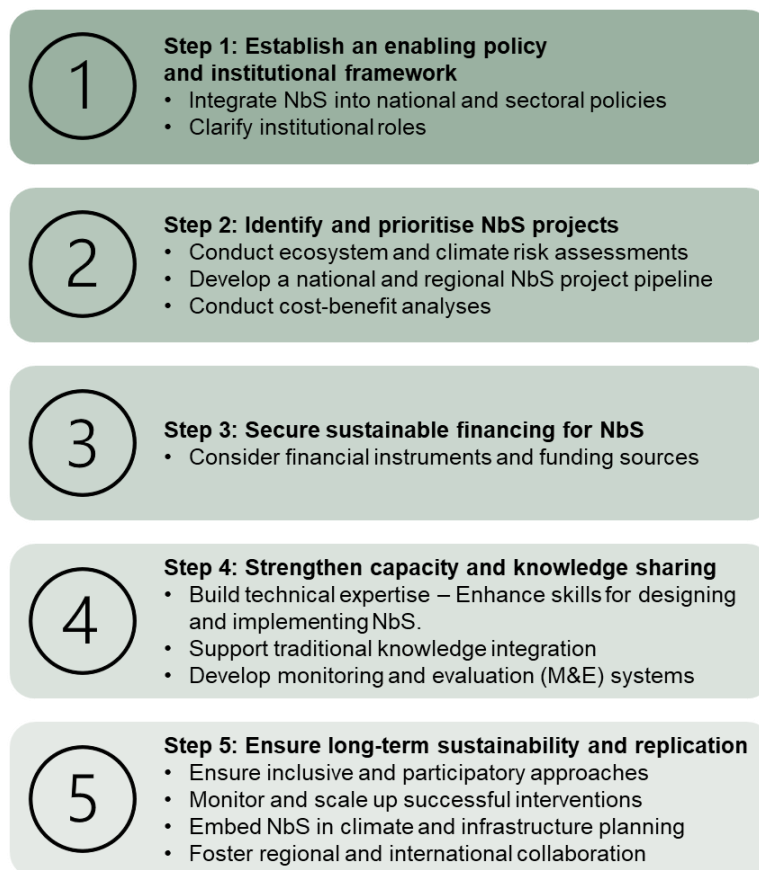 1
Step 1: Establish an enabling policy
and institutional framework
• Integrate NbS into national and sectoral policies
• Clarify institutional roles
2
Step 2: Identify and prioritise NbS projects
• Conduct ecosystem and climate risk assessments
• Develop a national and regional NbS project pipeline
• Conduct cost-benefit analyses
3
Step 3: Secure sustainable financing for NbS
• Consider financial instruments and funding sources
4
Step 4: Strengthen capacity and knowledge sharing
• Build technical expertise – Enhance skills for designing
and implementing NbS.
• Support traditional knowledge integration
• Develop monitoring and evaluation (M&E) systems
5
Step 5: Ensure long-term sustainability and replication
• Ensure inclusive and participatory approaches
• Monitor and scale up successful interventions
• Embed NbS in climate and infrastructure planning
• Foster regional and international collaboration